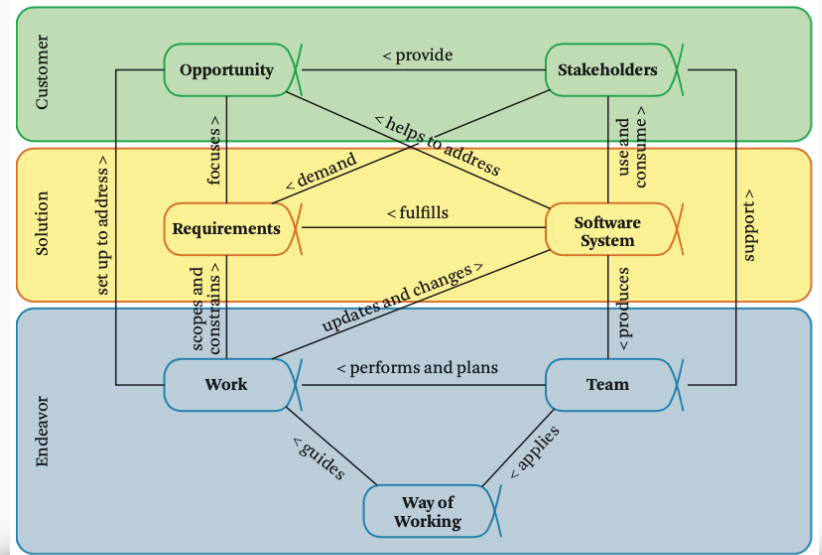 Customer
Opportunity
< provide
Stakeholders
focuses >
< helps to address
< demand
use and
consume >
set up to address >
support >
Solution
Requirements
< fulfills
Software
System
scopes and
constrains >
updates and changes >
< produces
Endeavor
Work
< performs and plans
Team
< guides
< applies
Way of
Working